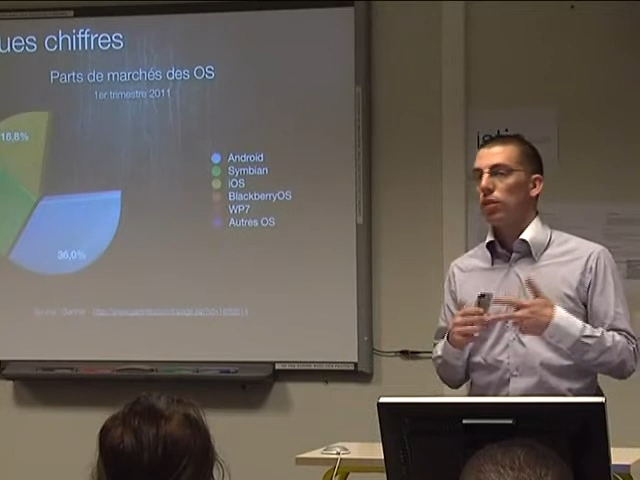 ues chiffres
Parts de marchés des OS
1er trimestre 2011
16,8%
Android
Symbian
iOS
BlackberryOS
WP7
Autres OS
36,0%